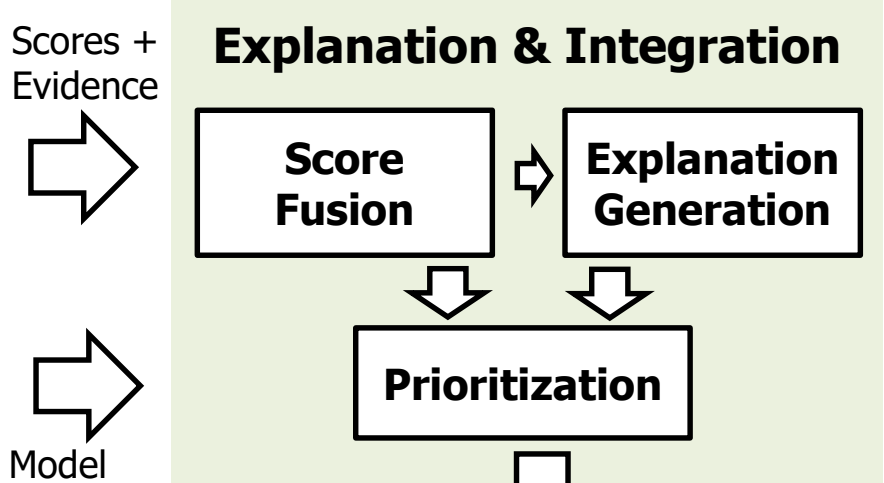 Scores +
Evidence
Explanation & Integration
Score
Fusion
Explanation
Generation
Prioritization
Model